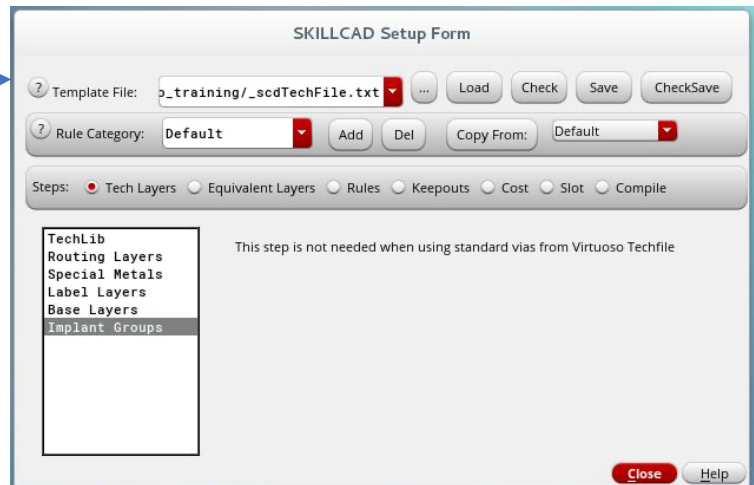 SKILLCAD Setup Form
? Template File: o_training/_scdTechFile.txt ... Load Check Save CheckSave
? Rule Category: Default Add Del Copy From: Default
Steps: Tech Layers Equivalent Layers Rules Keepouts Cost Slot Compile
TechLib
This step is not needed when using standard vias from Virtuoso Techfile
Routing Layers
Special Metals
Label Layers
Base Layers
Implant Groups
Close Help